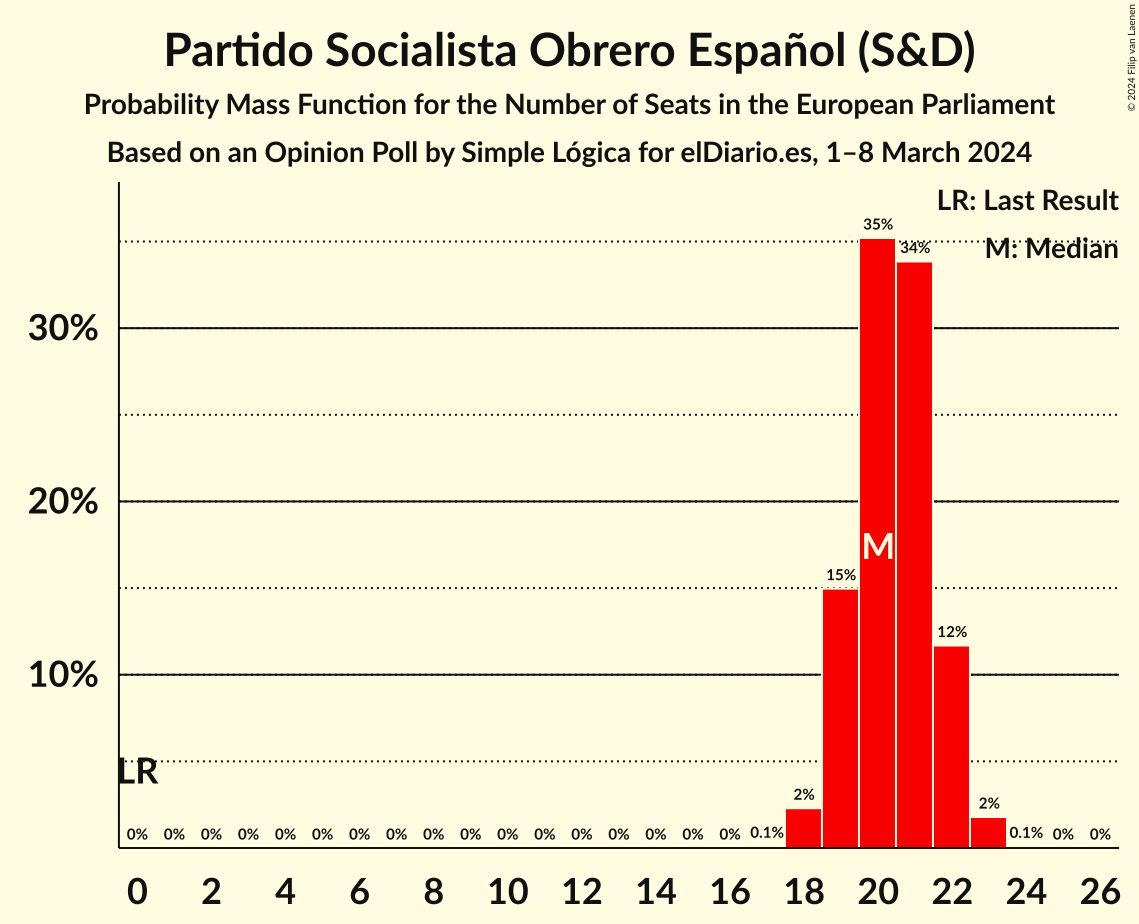 Partido Socialista Obrero Español (S&D)
Probability Mass Function for the Number of Seats in the European Parliament
Based on an Opinion Poll by Simple Lógica for elDiario.es, 1–8 March 2024
© 2024 Filip van Laenen
LR: Last Result
M: Median
35%
34%
30%
20%
M
15%
12%
10%
LR
2%
2%
0% 0% 0% 0% 0% 0% 0% 0% 0% 0% 0% 0% 0% 0% 0% 0% 0% 0.1% 0.1% 0% 0%
0 2 4 6 8 10 12 14 16 18 20 22 24 26